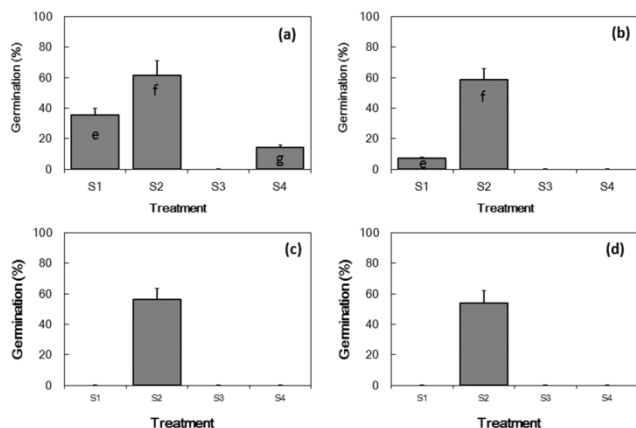 (a)
Germination (%)
100
80
60
40
20
0
e
f
g
S1 S2 S3 S4
Treatment
(b)
Germination (%)
100
80
60
40
20
0
e
f
S1 S2 S3 S4
Treatment
(c)
Germination (%)
100
80
60
40
20
0
S1 S2 S3 S4
Treatment
(d)
Germination (%)
100
80
60
40
20
0
S1 S2 S3 S4
Treatment